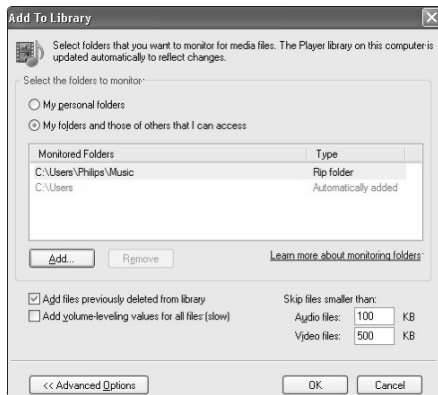 Add To Library
Select folders that you want to monitor for media files. The Player library on this computer is
updated automatically to reflect changes.
Select the folders to monitor
My personal folders
My folders and those of others that I can access
Monitored Folders Type
C:\Users\Philips\Music Rip folder
C:\Users Automatically added
Add... Remove Learn more about monitoring folders
Add files previously deleted from library
Add volume-leveling values for all files (slow)
Skip files smaller than:
Audio files: 100 KB
Video files: 500 KB
<< Advanced Options OK Cancel